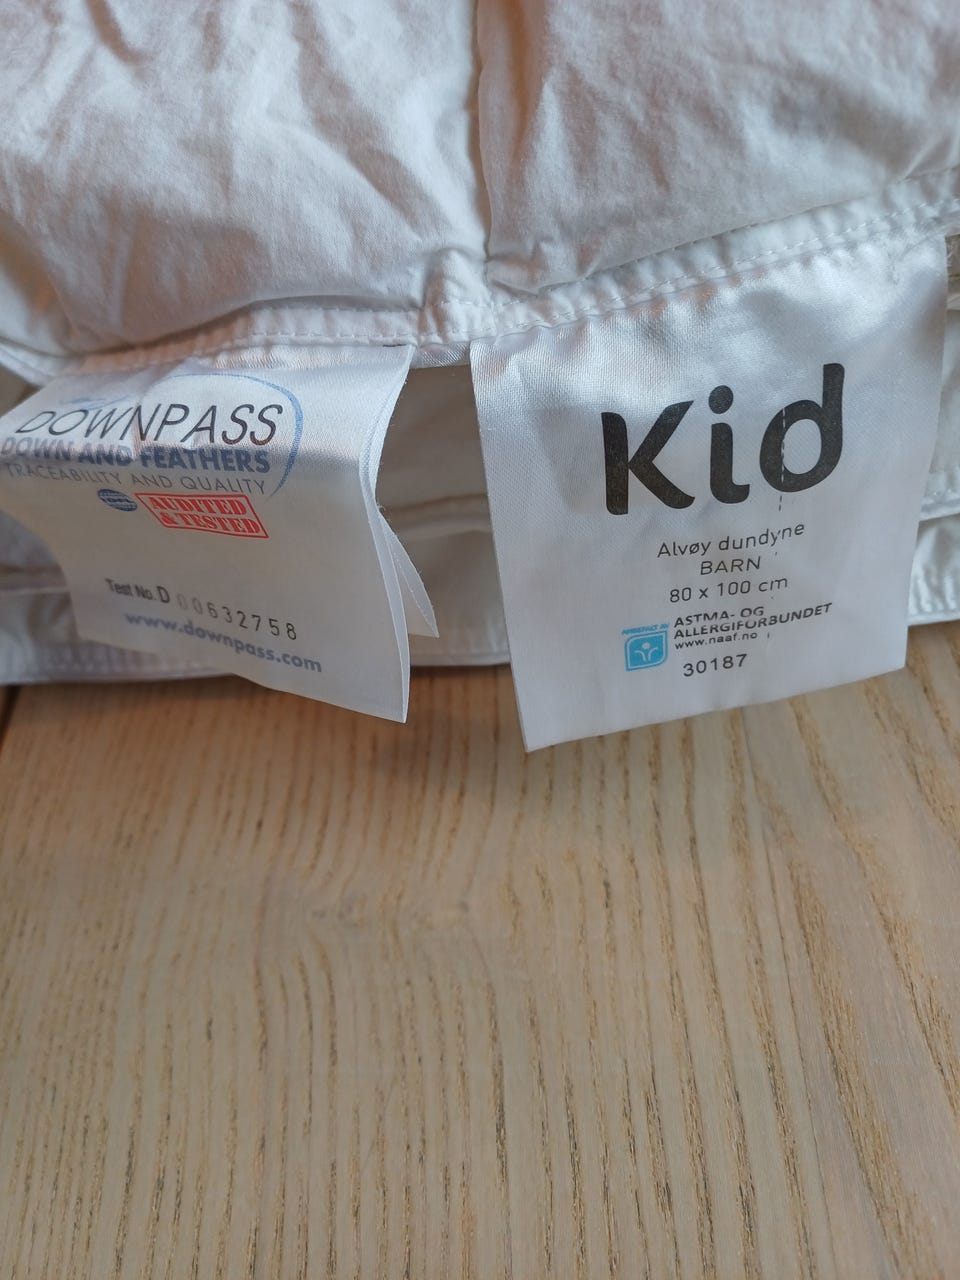 DOWNPASS
DOWN AND FEATHERS
TRACEABILITY AND QUALITY
AUDITED
& TESTED
Test No. D 00632758
www.downpass.com
Kid
Alvøy dundyne
BARN
80 x 100 cm
ASTMA- OG
ALLERGIFORBUNDET
www.naaf.no
30187